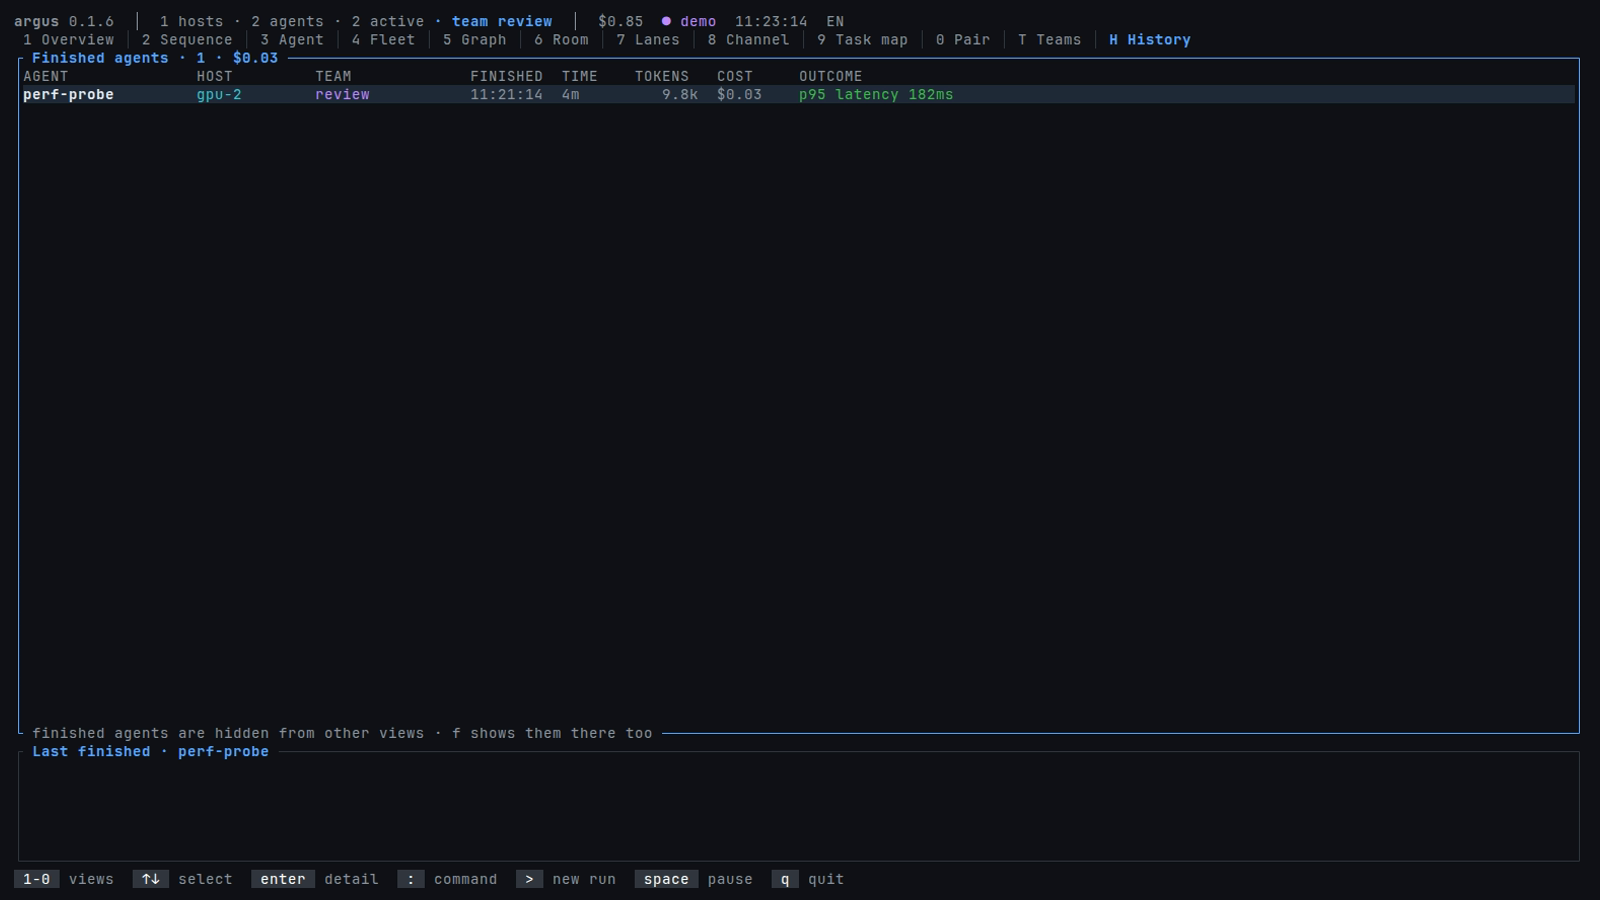 argus 0.1.6 │ 1 hosts · 2 agents · 2 active · team review │ $0.85 ● demo 11:23:14 EN
1 Overview │ 2 Sequence │ 3 Agent │ 4 Fleet │ 5 Graph │ 6 Room │ 7 Lanes │ 8 Channel │ 9 Task map │ 0 Pair │ T Teams │ H History
Finished agents · 1 · $0.03
AGENT HOST TEAM FINISHED TIME TOKENS COST OUTCOME
perf-probe gpu-2 review 11:21:14 4m 9.8k $0.03 p95 latency 182ms
finished agents are hidden from other views · f shows them there too
Last finished · perf-probe
1-0 views ↑↓ select enter detail : command > new run space pause q quit